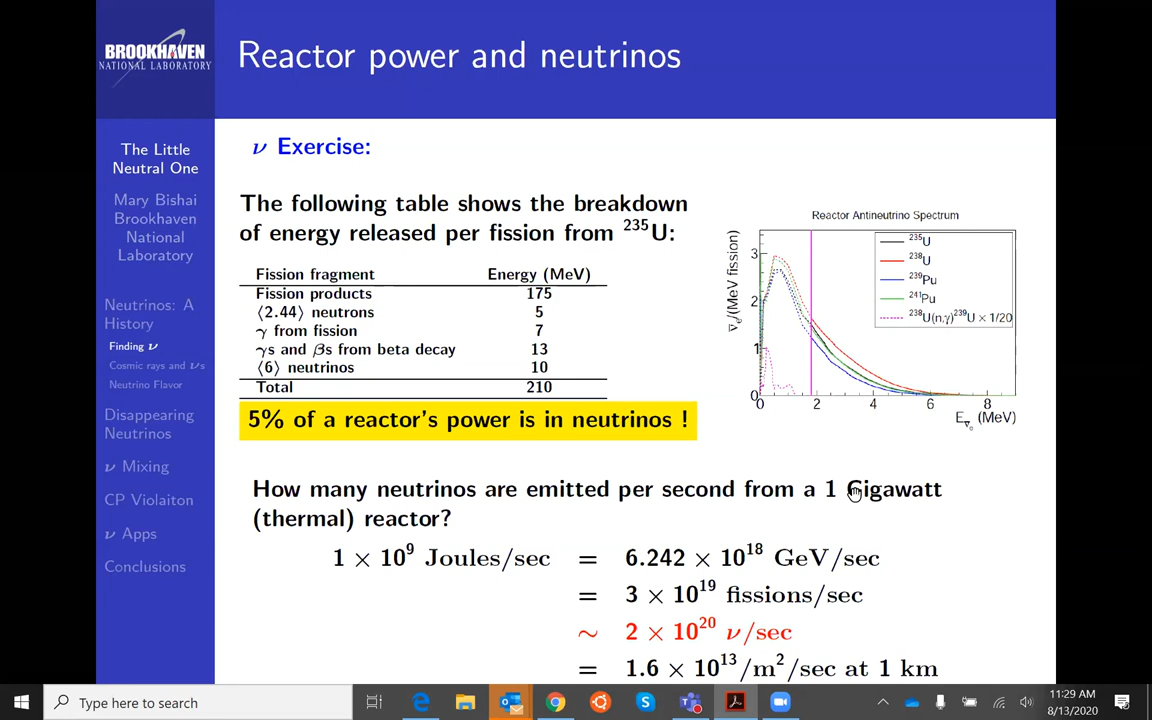 BROOKHAVEN
NATIONAL LABORATORY
Reactor power and neutrinos
The Little
Neutral One
Mary Bishai
Brookhaven
National
Laboratory
Neutrinos: A
History
Finding ν
Cosmic rays and νs
Neutrino Flavor
Disappearing
Neutrinos
ν Mixing
CP Violaiton
ν Apps
Conclusions
ν Exercise:
The following table shows the breakdown
of energy released per fission from ²³⁵U:
Fission fragment Energy (MeV)
Fission products 175
⟨2.44⟩ neutrons 5
γ from fission 7
γs and βs from beta decay 13
⟨6⟩ neutrinos 10
Total 210
5% of a reactor's power is in neutrinos !
Reactor Antineutrino Spectrum
ν̄ₑ/(MeV fission)
3
2
1
0
0 2 4 6 8
E_ν̄ₑ (MeV)
²³⁵U
²³⁸U
²³⁹Pu
²⁴¹Pu
²³⁸U(n,γ)²³⁹U × 1/20
How many neutrinos are emitted per second from a 1 Gigawatt
(thermal) reactor?
1 × 10⁹ Joules/sec = 6.242 × 10¹⁸ GeV/sec
= 3 × 10¹⁹ fissions/sec
∼ 2 × 10²⁰ ν/sec
= 1.6 × 10¹³/m²/sec at 1 km
Type here to search
11:29 AM
8/13/2020